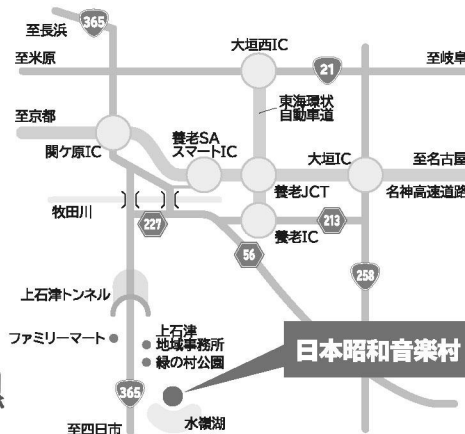 365
至長浜
大垣西IC
至米原
21
至岐阜
東海環状
自動車道
至京都
関ケ原IC
養老SA
スマートIC
大垣IC
至名古屋
養老JCT
名神高速道路
牧田川
227
養老IC
213
56
258
上石津トンネル
ファミリーマート
上石津
地域事務所
緑の村公園
日本昭和音楽村
365
水嶺湖
至四日市